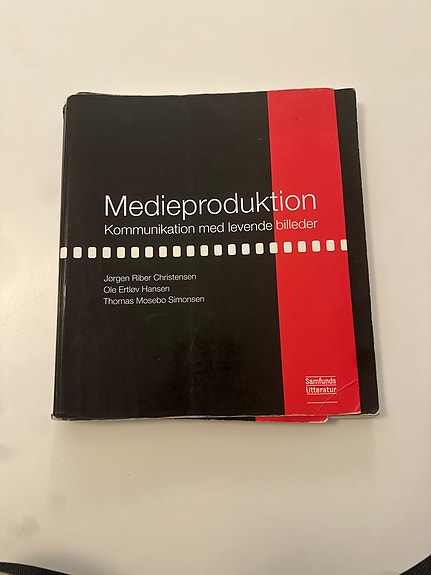 Medieproduktion
Kommunikation med levende billeder
Jørgen Riber Christensen
Ole Ertløv Hansen
Thomas Mosebo Simonsen
Samfunds
litteratur